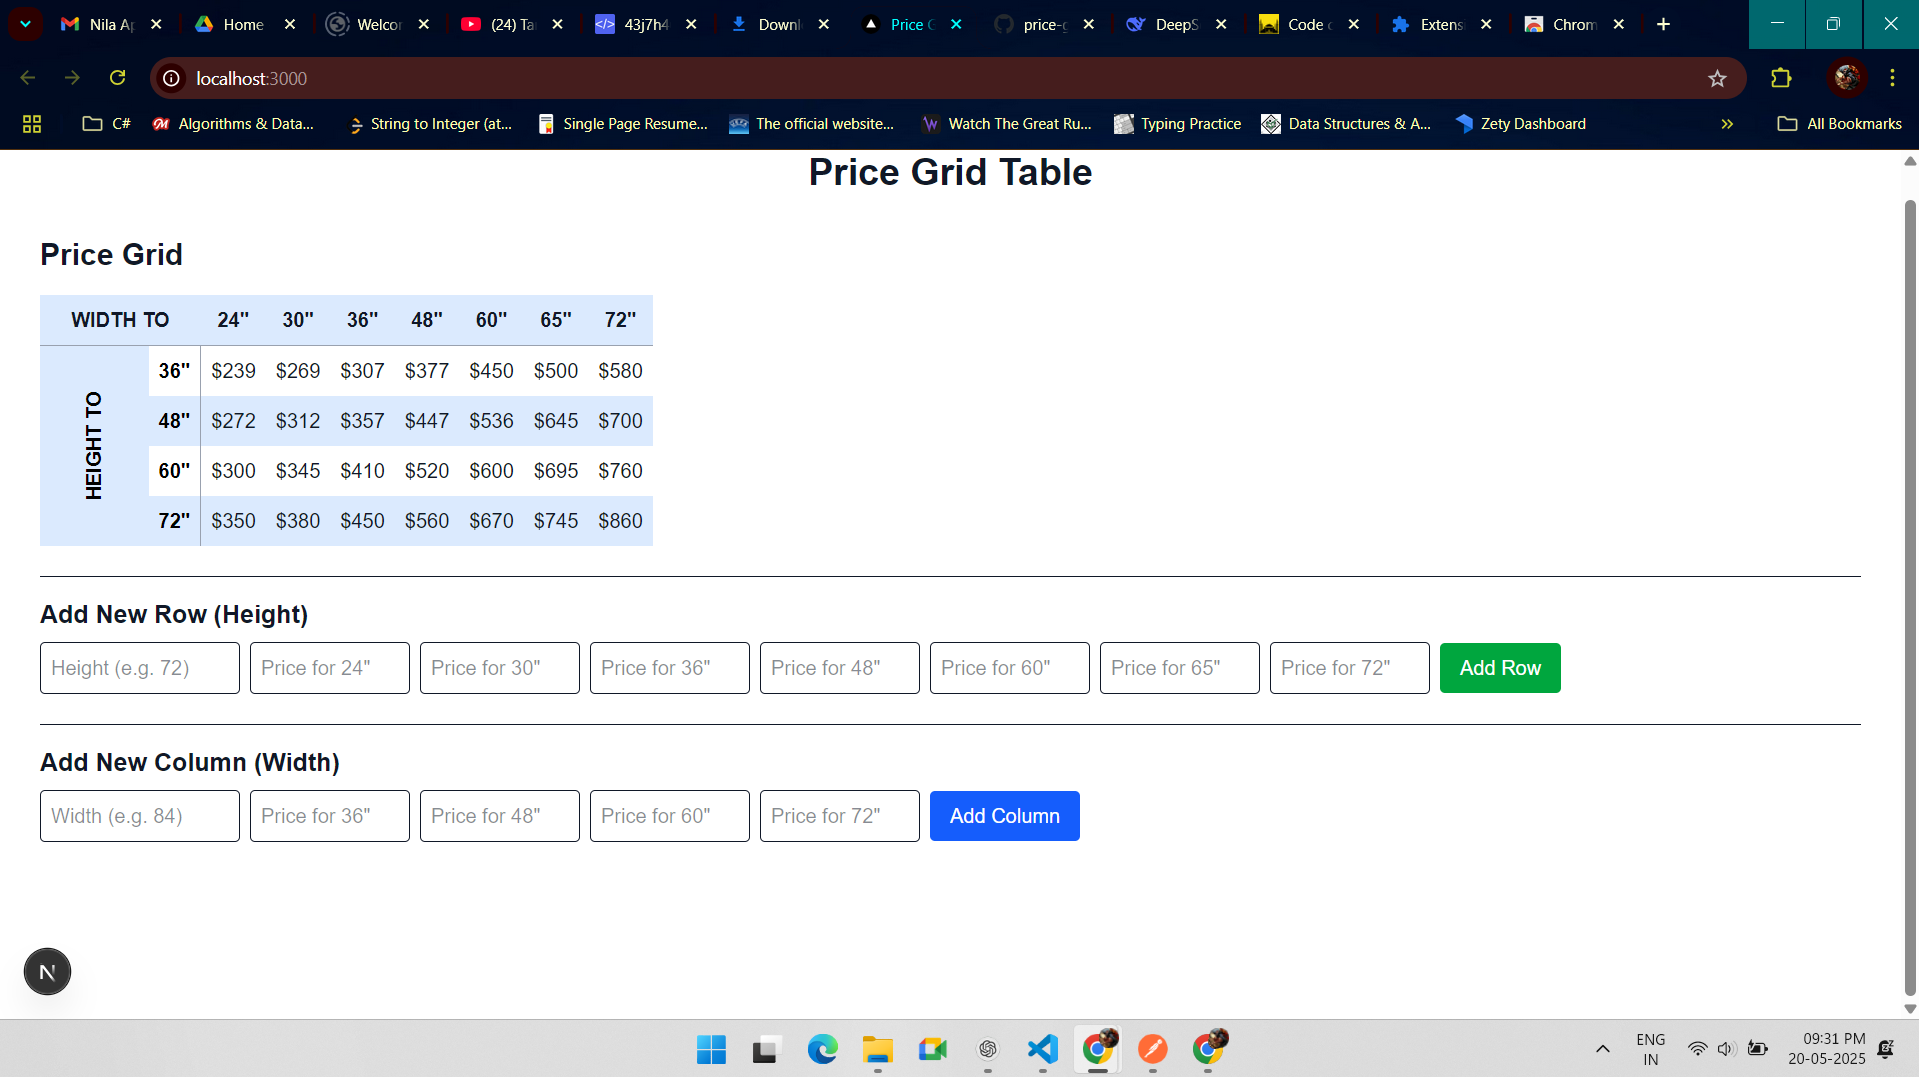 Nila Ap
Home
Welcor
(24) Ta
43j7h4
Downl
Price G
price-g
DeepS
Code c
Extens
Chrom
localhost:3000
C#
Algorithms & Data...
String to Integer (at...
Single Page Resume...
The official website...
Watch The Great Ru...
Typing Practice
Data Structures & A...
Zety Dashboard
All Bookmarks
Price Grid Table
Price Grid
WIDTH TO 24" 30" 36" 48" 60" 65" 72"
HEIGHT TO
36" $239 $269 $307 $377 $450 $500 $580
48" $272 $312 $357 $447 $536 $645 $700
60" $300 $345 $410 $520 $600 $695 $760
72" $350 $380 $450 $560 $670 $745 $860
Add New Row (Height)
Height (e.g. 72) Price for 24" Price for 30" Price for 36" Price for 48" Price for 60" Price for 65" Price for 72" Add Row
Add New Column (Width)
Width (e.g. 84) Price for 36" Price for 48" Price for 60" Price for 72" Add Column
N
ENG
IN
09:31 PM
20-05-2025